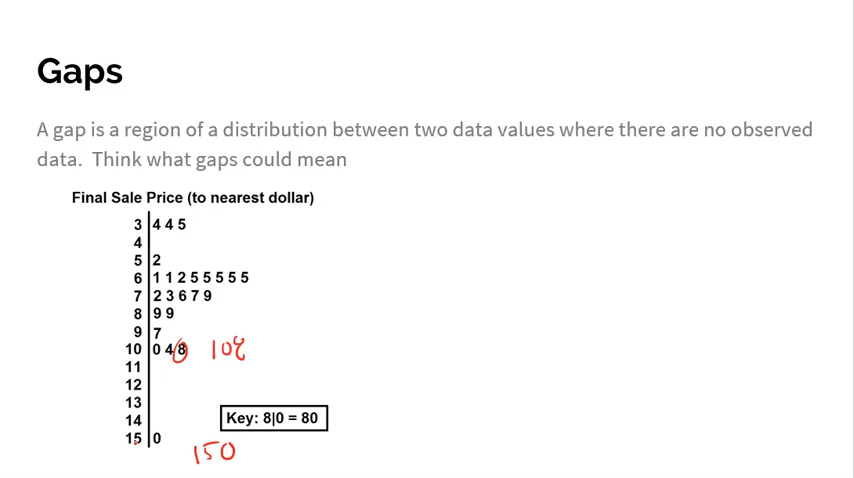 Gaps
A gap is a region of a distribution between two data values where there are no observed
data. Think what gaps could mean
Final Sale Price (to nearest dollar)
3 | 4 4 5
4 |
5 | 2
6 | 1 1 2 5 5 5 5 5
7 | 2 3 6 7 9
8 | 9 9
9 | 7
10 | 0 4 8 108
11 |
12 |
13 |
14 | Key: 8|0 = 80
15 | 0
150